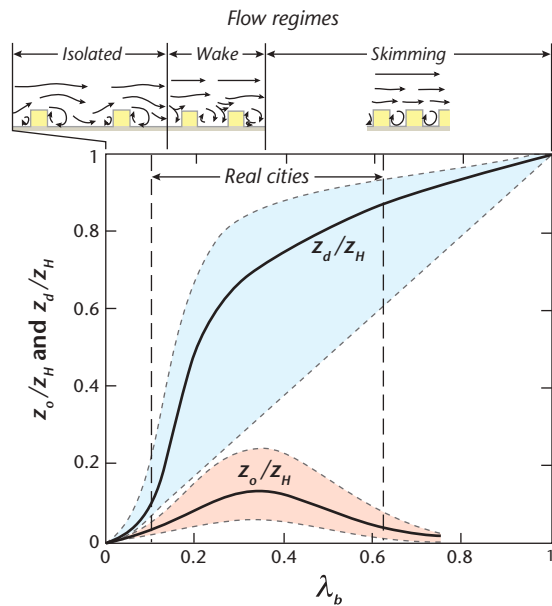 Flow regimes
Isolated
Wake
Skimming
Real cities
z_d/z_H
z_o/z_H
z_o/z_H and z_d/z_H
1
0.8
0.6
0.4
0.2
0
0
0.2
0.4
0.6
0.8
1
λ_b